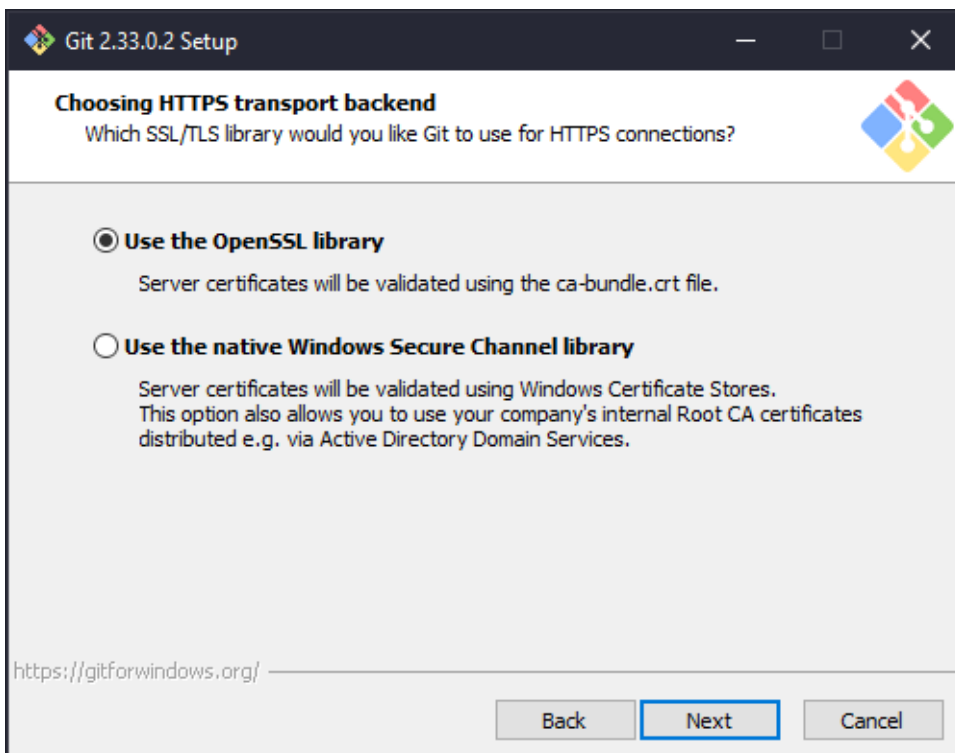 Git 2.33.0.2 Setup
Choosing HTTPS transport backend
Which SSL/TLS library would you like Git to use for HTTPS connections?
Use the OpenSSL library
Server certificates will be validated using the ca-bundle.crt file.
Use the native Windows Secure Channel library
Server certificates will be validated using Windows Certificate Stores.
This option also allows you to use your company's internal Root CA certificates
distributed e.g. via Active Directory Domain Services.
https://gitforwindows.org/
Back Next Cancel